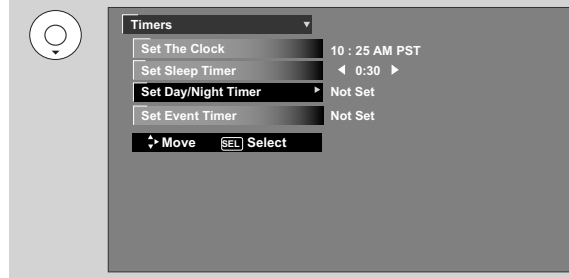 Timers
Set The Clock 10 : 25 AM PST
Set Sleep Timer 0:30
Set Day/Night Timer Not Set
Set Event Timer Not Set
Move SEL Select